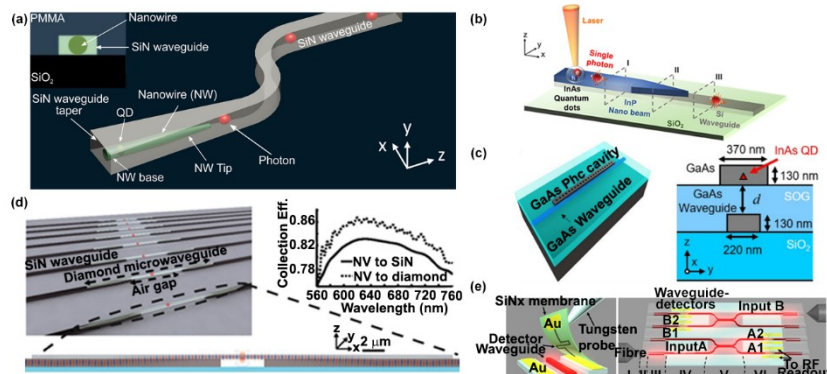 (a)
PMMA
Nanowire
SiN waveguide
SiO2
SiN waveguide
taper
QD
Nanowire (NW)
NW base
NW Tip
Photon
SiN waveguide
x
y
z
(b)
Laser
z
y
x
Single
photon
I
II
III
InAs
Quantum
dots
InP
Nano beam
SiO2
Si
Waveguide
(c)
GaAs Phc cavity
GaAs Waveguide
370 nm
InAs QD
GaAs
130 nm
GaAs
Waveguide
d
SOG
130 nm
SiO2
220 nm
z
x
y
(d)
SiN waveguide
Diamond microwaveguide
Air gap
Collection Eff.
0.86
0.82
0.78
NV to SiN
NV to diamond
560 600 640 680 720 760
Wavelength (nm)
z
y
x
2 μm
(e)
SiNx membrane
Au
Detector
Waveguide
Tungsten
probe
Au
Waveguide-
detectors
Input B
B2
B1
A2
InputA
A1
Fibre
To RF